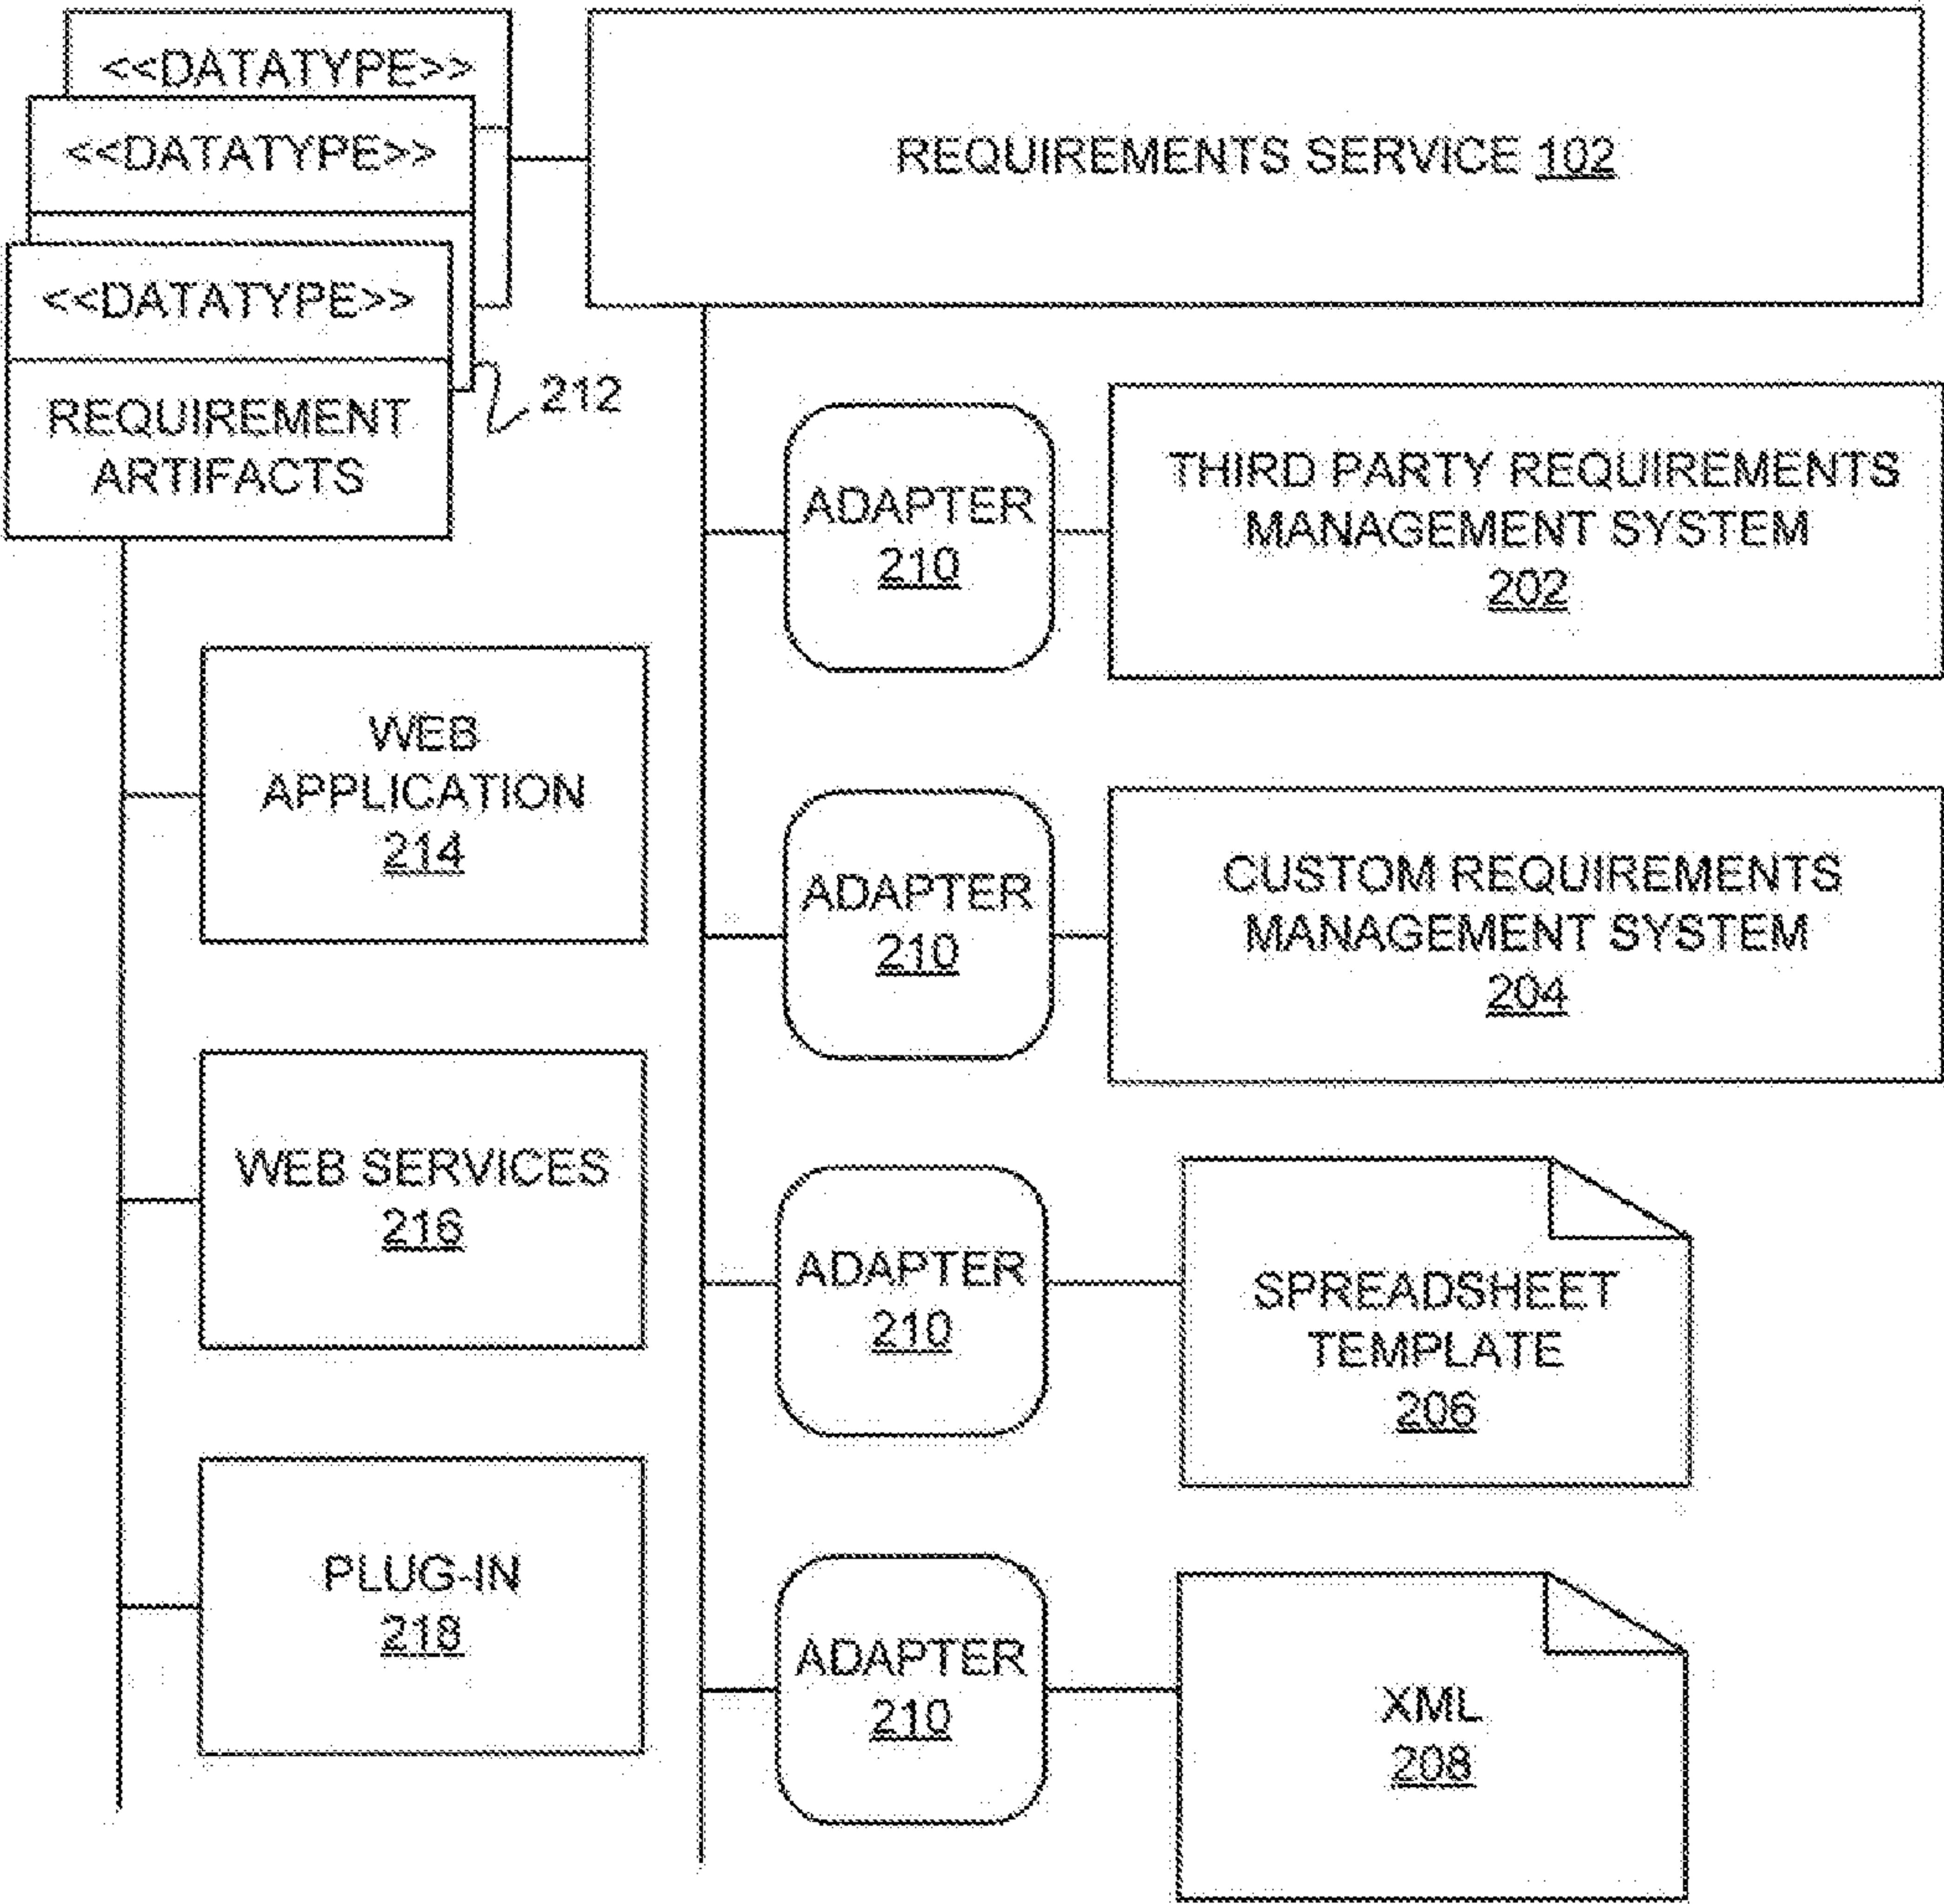 <<DATATYPE>>
<<DATATYPE>>
<<DATATYPE>>
REQUIREMENT
ARTIFACTS
212
REQUIREMENTS SERVICE 102
WEB
APPLICATION
214
WEB SERVICES
216
PLUG-IN
218
ADAPTER
210
THIRD PARTY REQUIREMENTS
MANAGEMENT SYSTEM
202
ADAPTER
210
CUSTOM REQUIREMENTS
MANAGEMENT SYSTEM
204
ADAPTER
210
SPREADSHEET
TEMPLATE
206
ADAPTER
210
XML
208